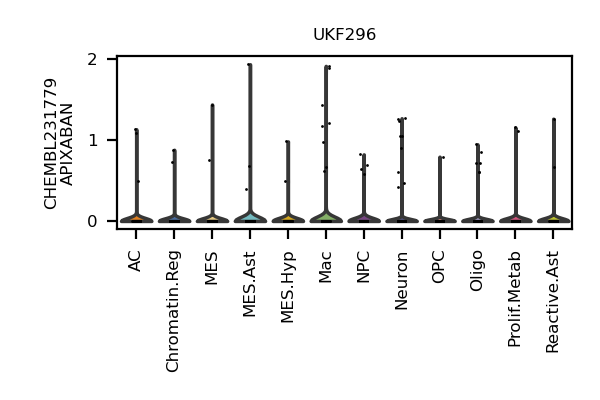 UKF296
CHEMBL231779
APIXABAN
2
1
0
AC
Chromatin.Reg
MES
MES.Ast
MES.Hyp
Mac
NPC
Neuron
OPC
Oligo
Prolif.Metab
Reactive.Ast